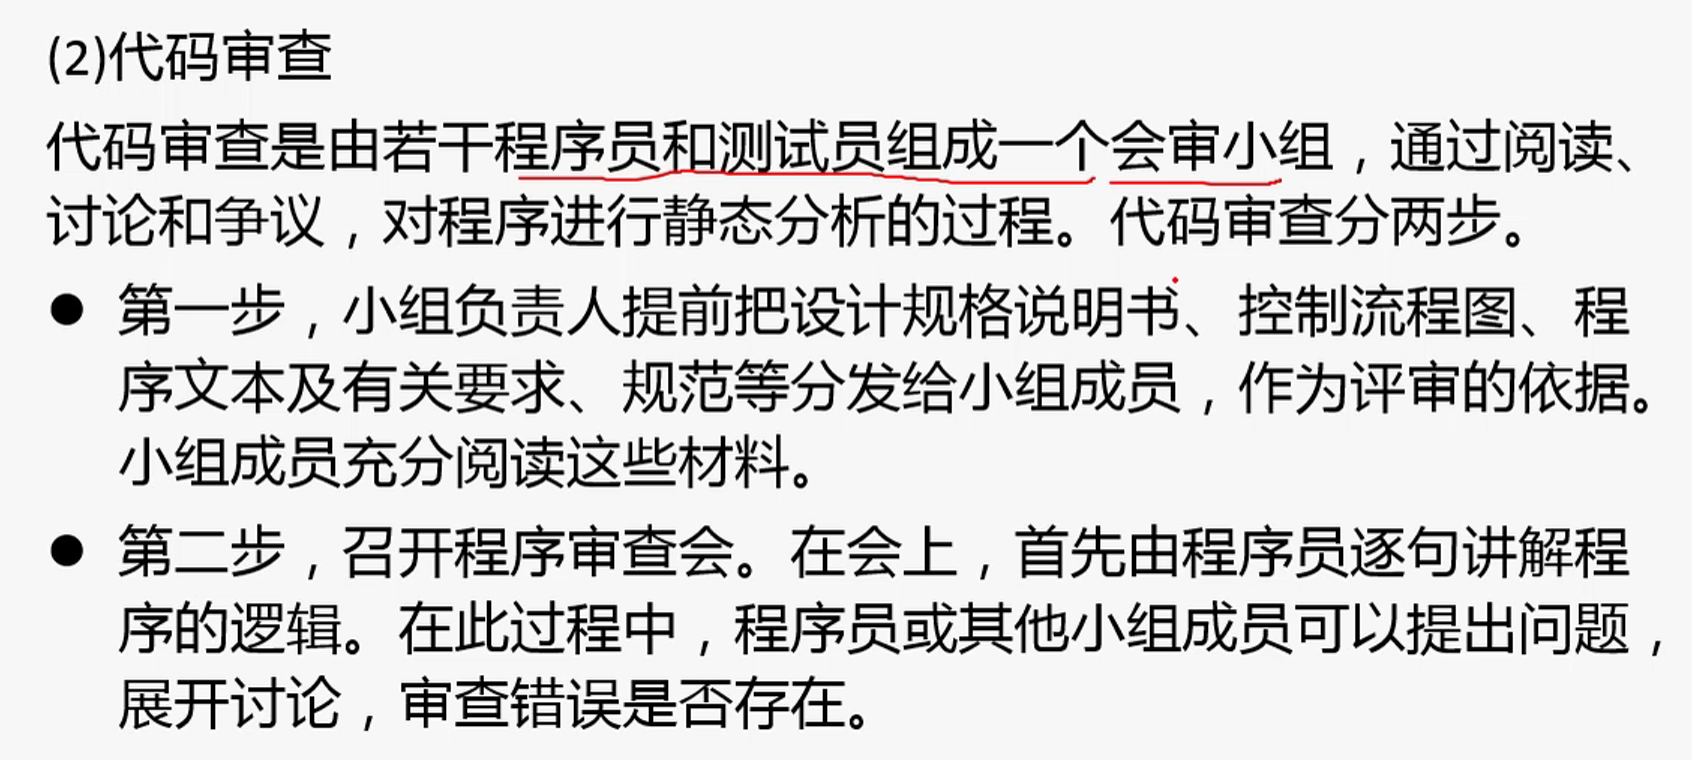 (2)代码审查
代码审查是由若干程序员和测试员组成一个会审小组，通过阅读、
讨论和争议，对程序进行静态分析的过程。代码审查分两步。
● 第一步，小组负责人提前把设计规格说明书、控制流程图、程
序文本及有关要求、规范等分发给小组成员，作为评审的依据。
小组成员充分阅读这些材料。
● 第二步，召开程序审查会。在会上，首先由程序员逐句讲解程
序的逻辑。在此过程中，程序员或其他小组成员可以提出问题，
展开讨论，审查错误是否存在。